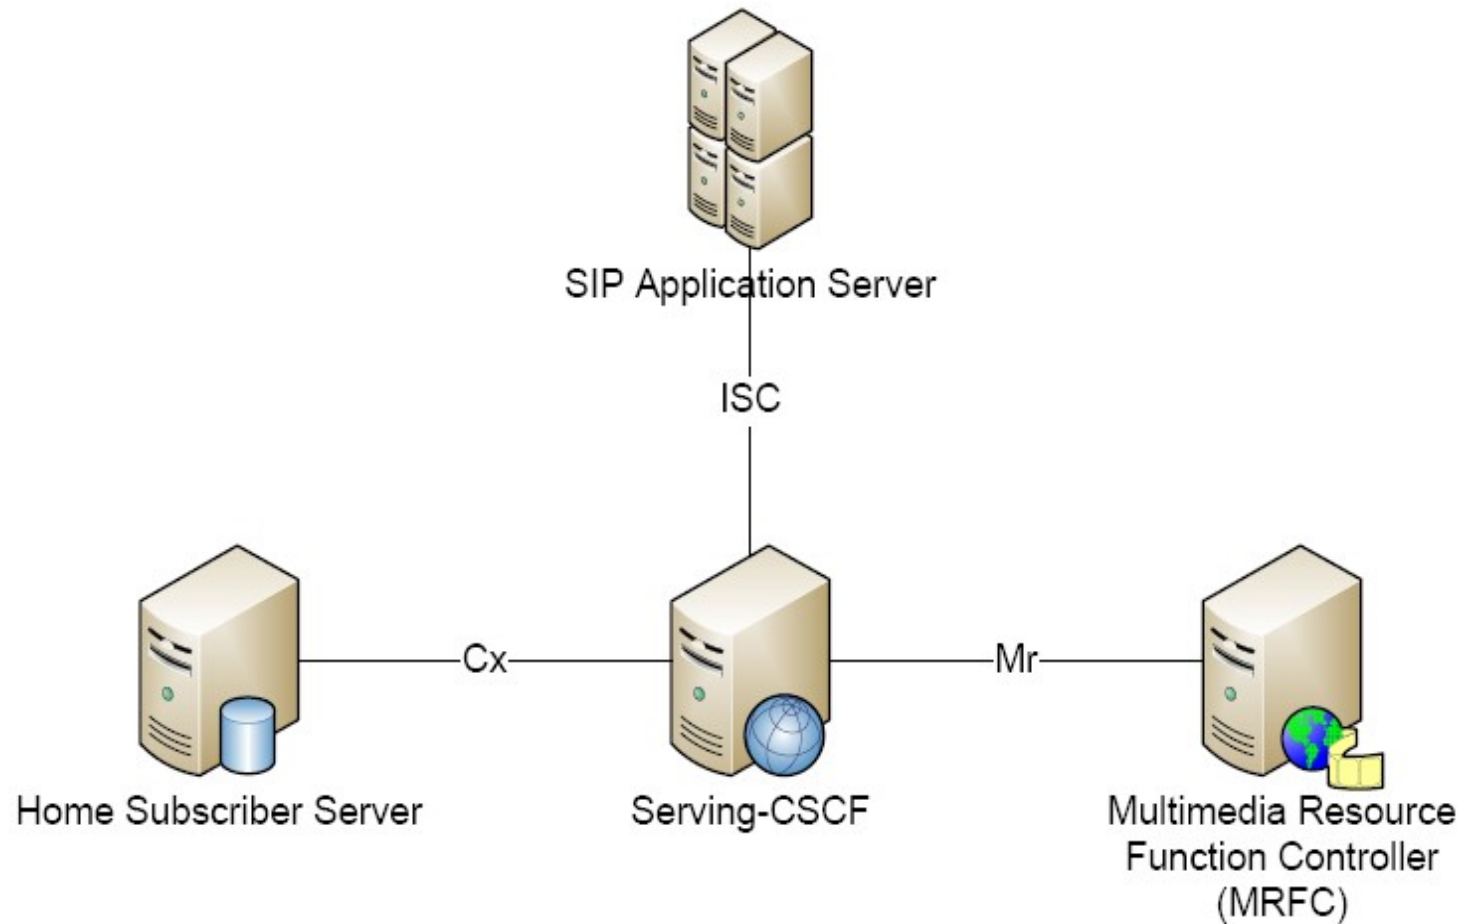 SIP Application Server
ISC
Cx
Mr
Home Subscriber Server
Serving-CSCF
Multimedia Resource
Function Controller
(MRFC)